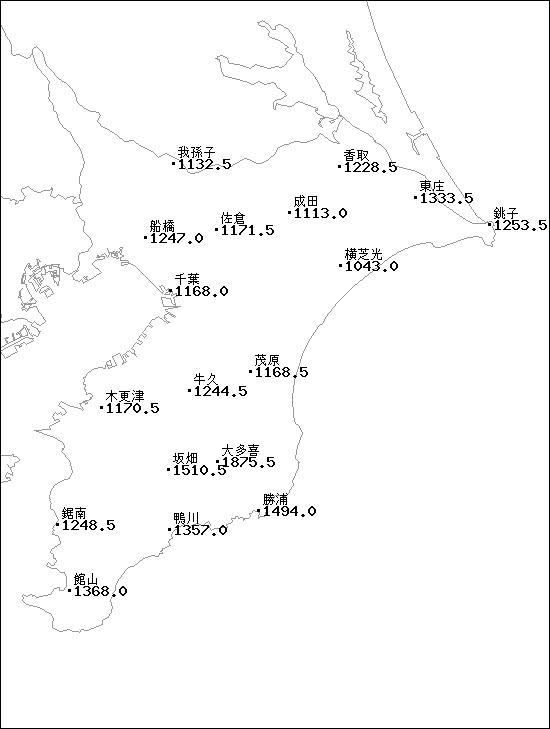 我孫子
1132.5
香取
1228.5
東庄
1333.5
成田
1113.0
銚子
1253.5
船橋
1247.0
佐倉
1171.5
横芝光
1043.0
千葉
1168.0
茂原
1168.5
牛久
1244.5
木更津
1170.5
大多喜
1875.5
坂畑
1510.5
勝浦
1494.0
鋸南
1248.5
鴨川
1357.0
館山
1368.0